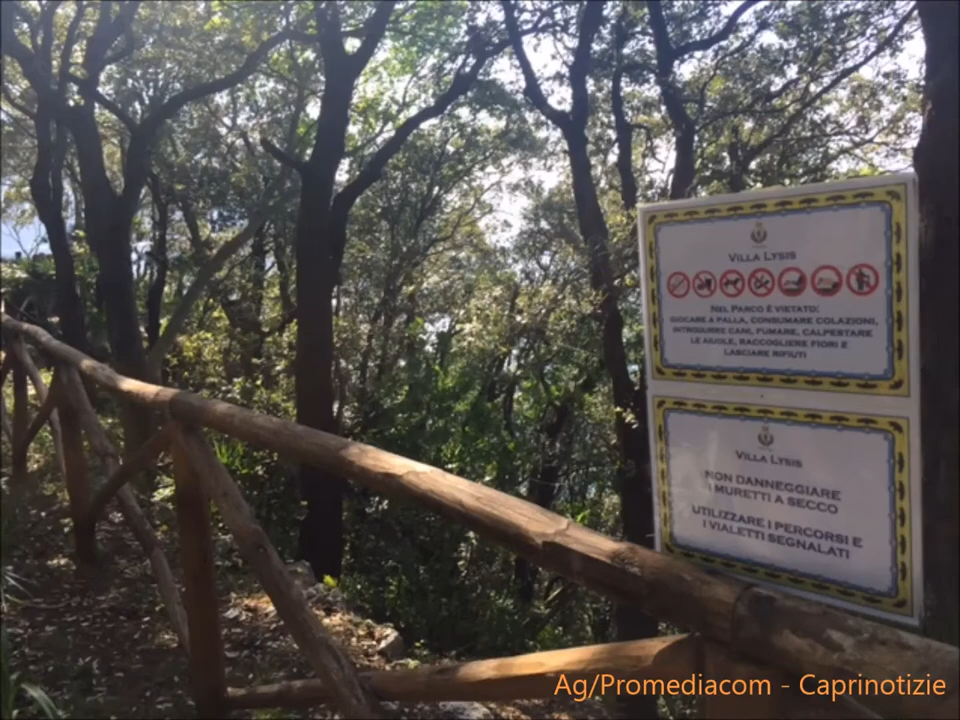 VILLA LYSIS
NEL PARCO È VIETATO:
GIOCARE A PALLA, CONSUMARE COLAZIONI,
INTRODURRE CANI, FUMARE, CALPESTARE
LE AIUOLE, RACCOGLIERE FIORI E
LASCIARE RIFIUTI
VILLA LYSIS
NON DANNEGGIARE
I MURETTI A SECCO
UTILIZZARE I PERCORSI E
I VIALETTI SEGNALATI
Ag/Promediacom - Caprinotizie